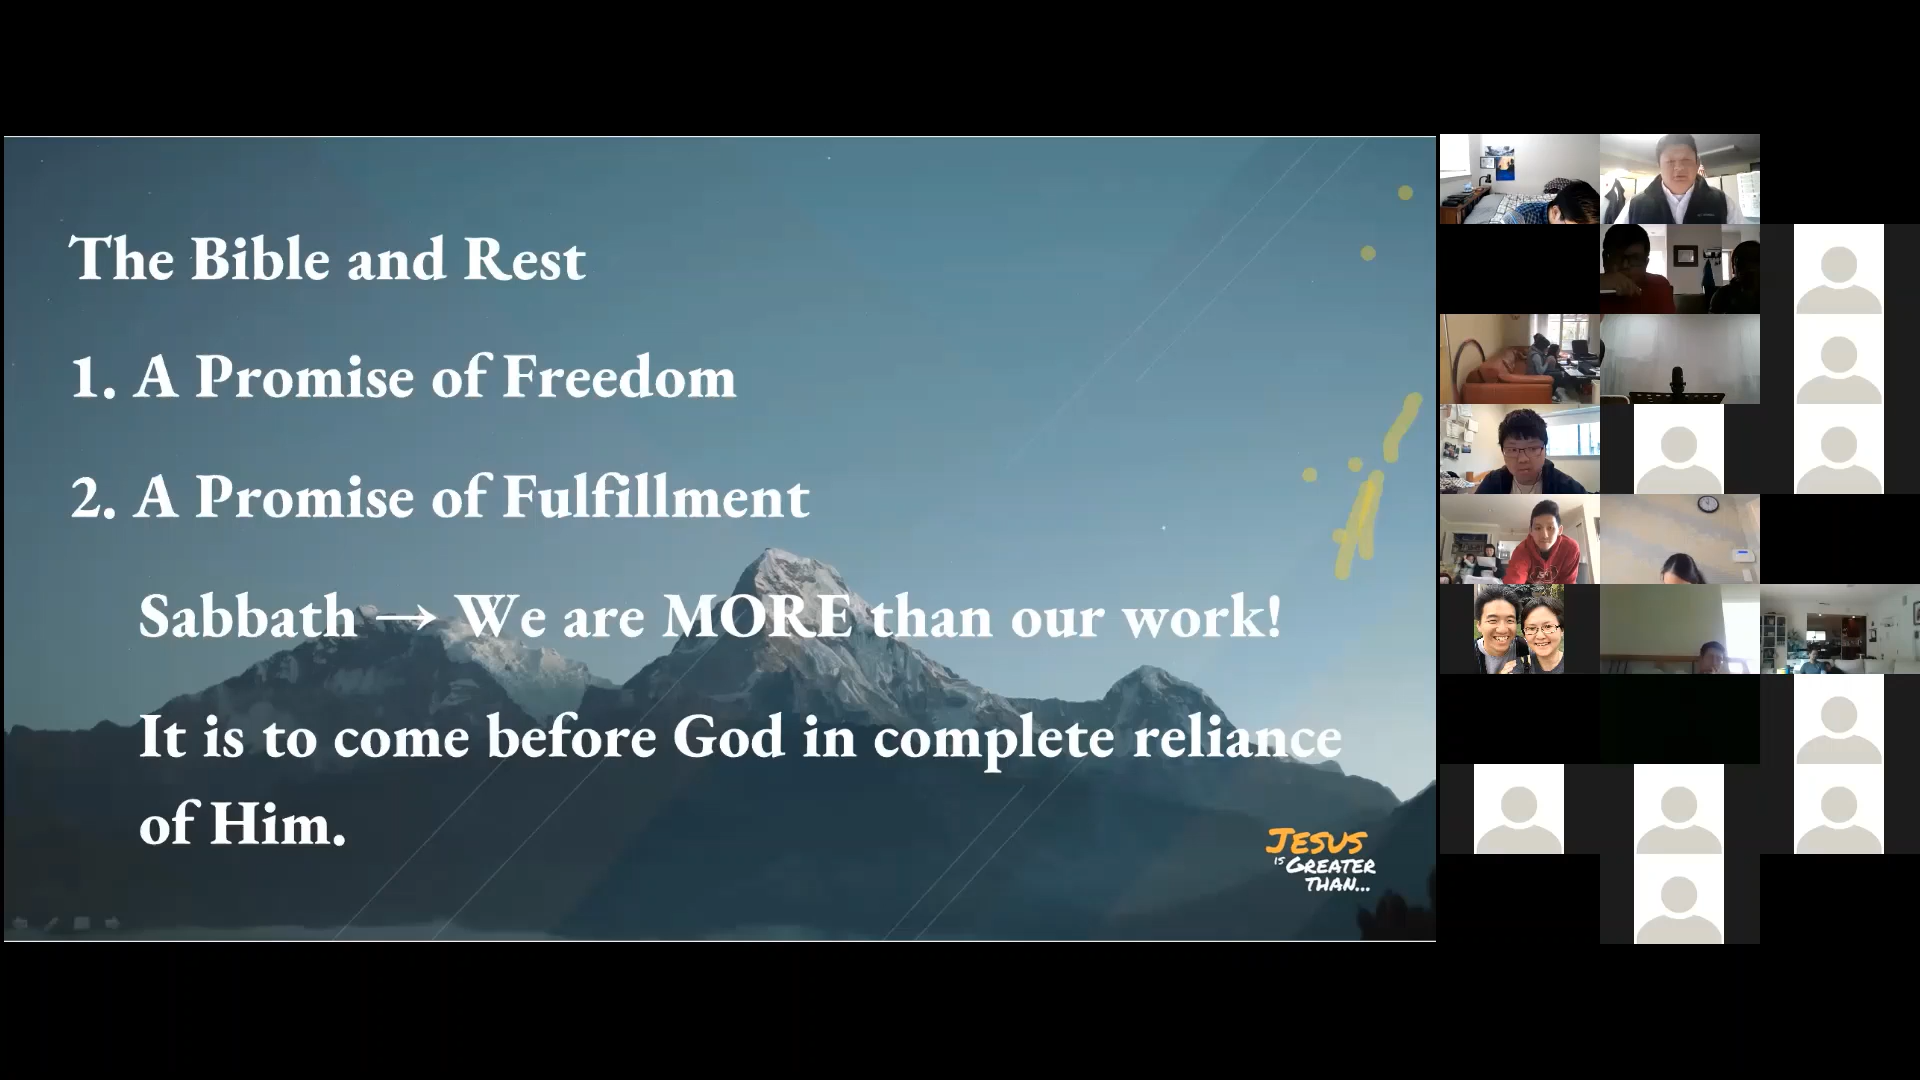 The Bible and Rest
1. A Promise of Freedom
2. A Promise of Fulfillment
Sabbath → We are MORE than our work!
It is to come before God in complete reliance
of Him.
JESUS
IS GREATER
THAN...